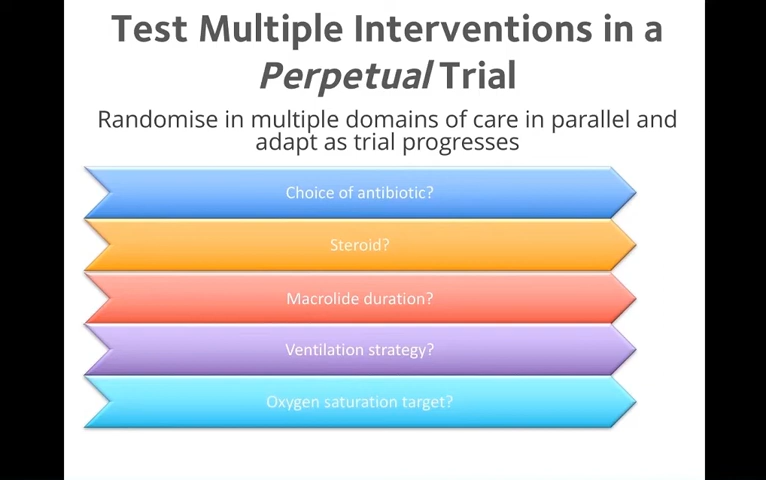 Test Multiple Interventions in a
Perpetual Trial
Randomise in multiple domains of care in parallel and
adapt as trial progresses
Choice of antibiotic?
Steroid?
Macrolide duration?
Ventilation strategy?
Oxygen saturation target?